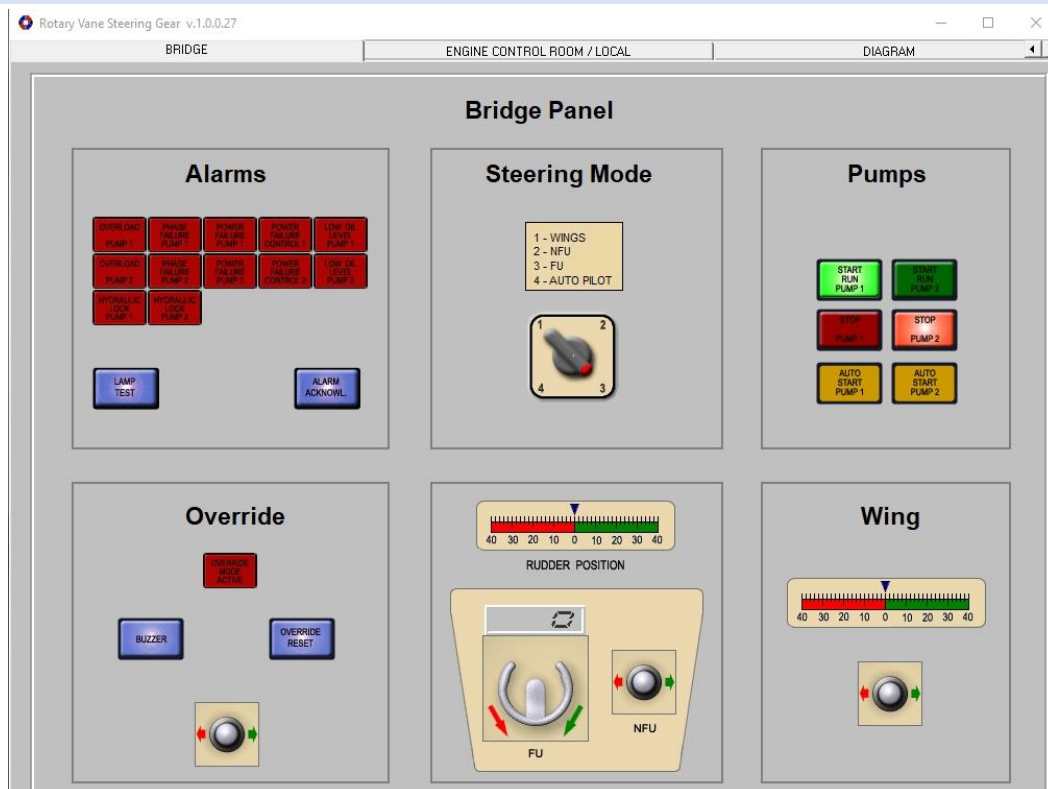 Rotary Vane Steering Gear v.1.0.0.27
BRIDGE
ENGINE CONTROL ROOM / LOCAL
DIAGRAM
Bridge Panel
Alarms
OVERLOAD
PUMP 1
PHASE
FAILURE
PUMP 1
POWER
FAILURE
PUMP 1
POWER
FAILURE
CONTROL 1
LOW OIL
LEVEL
PUMP 1
OVERLOAD
PUMP 2
PHASE
FAILURE
PUMP 2
POWER
FAILURE
PUMP 2
POWER
FAILURE
CONTROL 2
LOW OIL
LEVEL
PUMP 2
HYDRAULIC
LOCK
PUMP 1
HYDRAULIC
LOCK
PUMP 2
LAMP
TEST
ALARM
ACKNOWL.
Steering Mode
1 - WINGS
2 - NFU
3 - FU
4 - AUTO PILOT
1
2
4
3
Pumps
START
RUN
PUMP 1
START
RUN
PUMP 2
STOP
PUMP 1
STOP
PUMP 2
AUTO
START
PUMP 1
AUTO
START
PUMP 2
Override
OVERRIDE
MODE
ACTIVE
BUZZER
OVERRIDE
RESET
40 30 20 10 0 10 20 30 40
RUDDER POSITION
0
FU
NFU
Wing
40 30 20 10 0 10 20 30 40